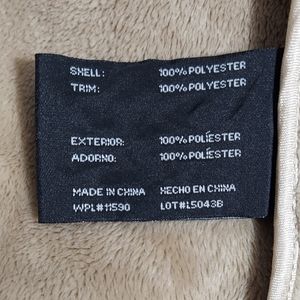 SHELL: 100% POLYESTER
TRIM: 100% POLYESTER
EXTERIOR: 100% POLIÉSTER
ADORNO: 100% POLIÉSTER
MADE IN CHINA HECHO EN CHINA
WPL#11590 LOT#L5043B